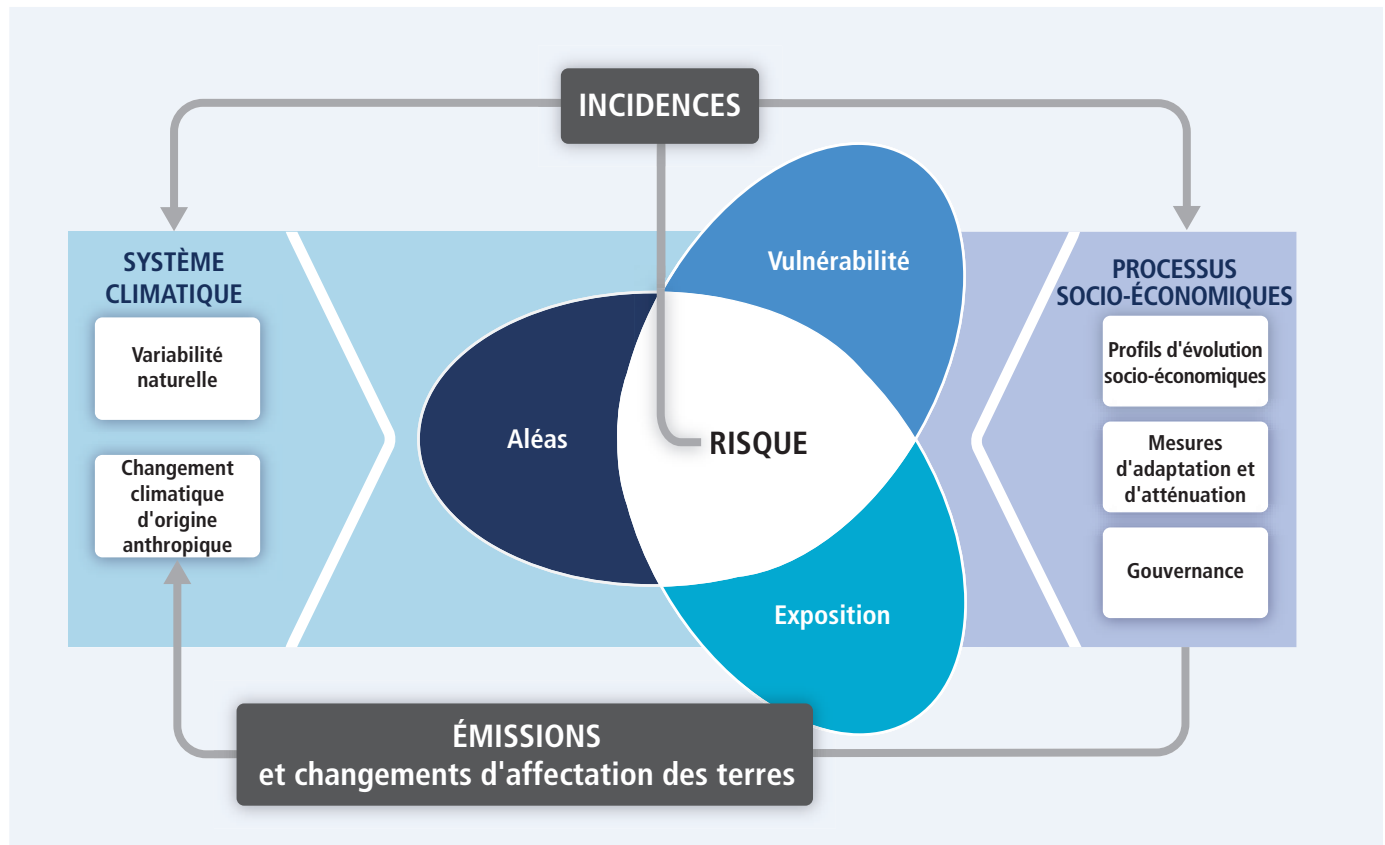 INCIDENCES
SYSTÈME
CLIMATIQUE
Variabilité
naturelle
Changement
climatique
d'origine
anthropique
Vulnérabilité
Aléas
RISQUE
Exposition
PROCESSUS
SOCIO-ÉCONOMIQUES
Profils d'évolution
socio-économiques
Mesures
d'adaptation et
d'atténuation
Gouvernance
ÉMISSIONS
et changements d'affectation des terres